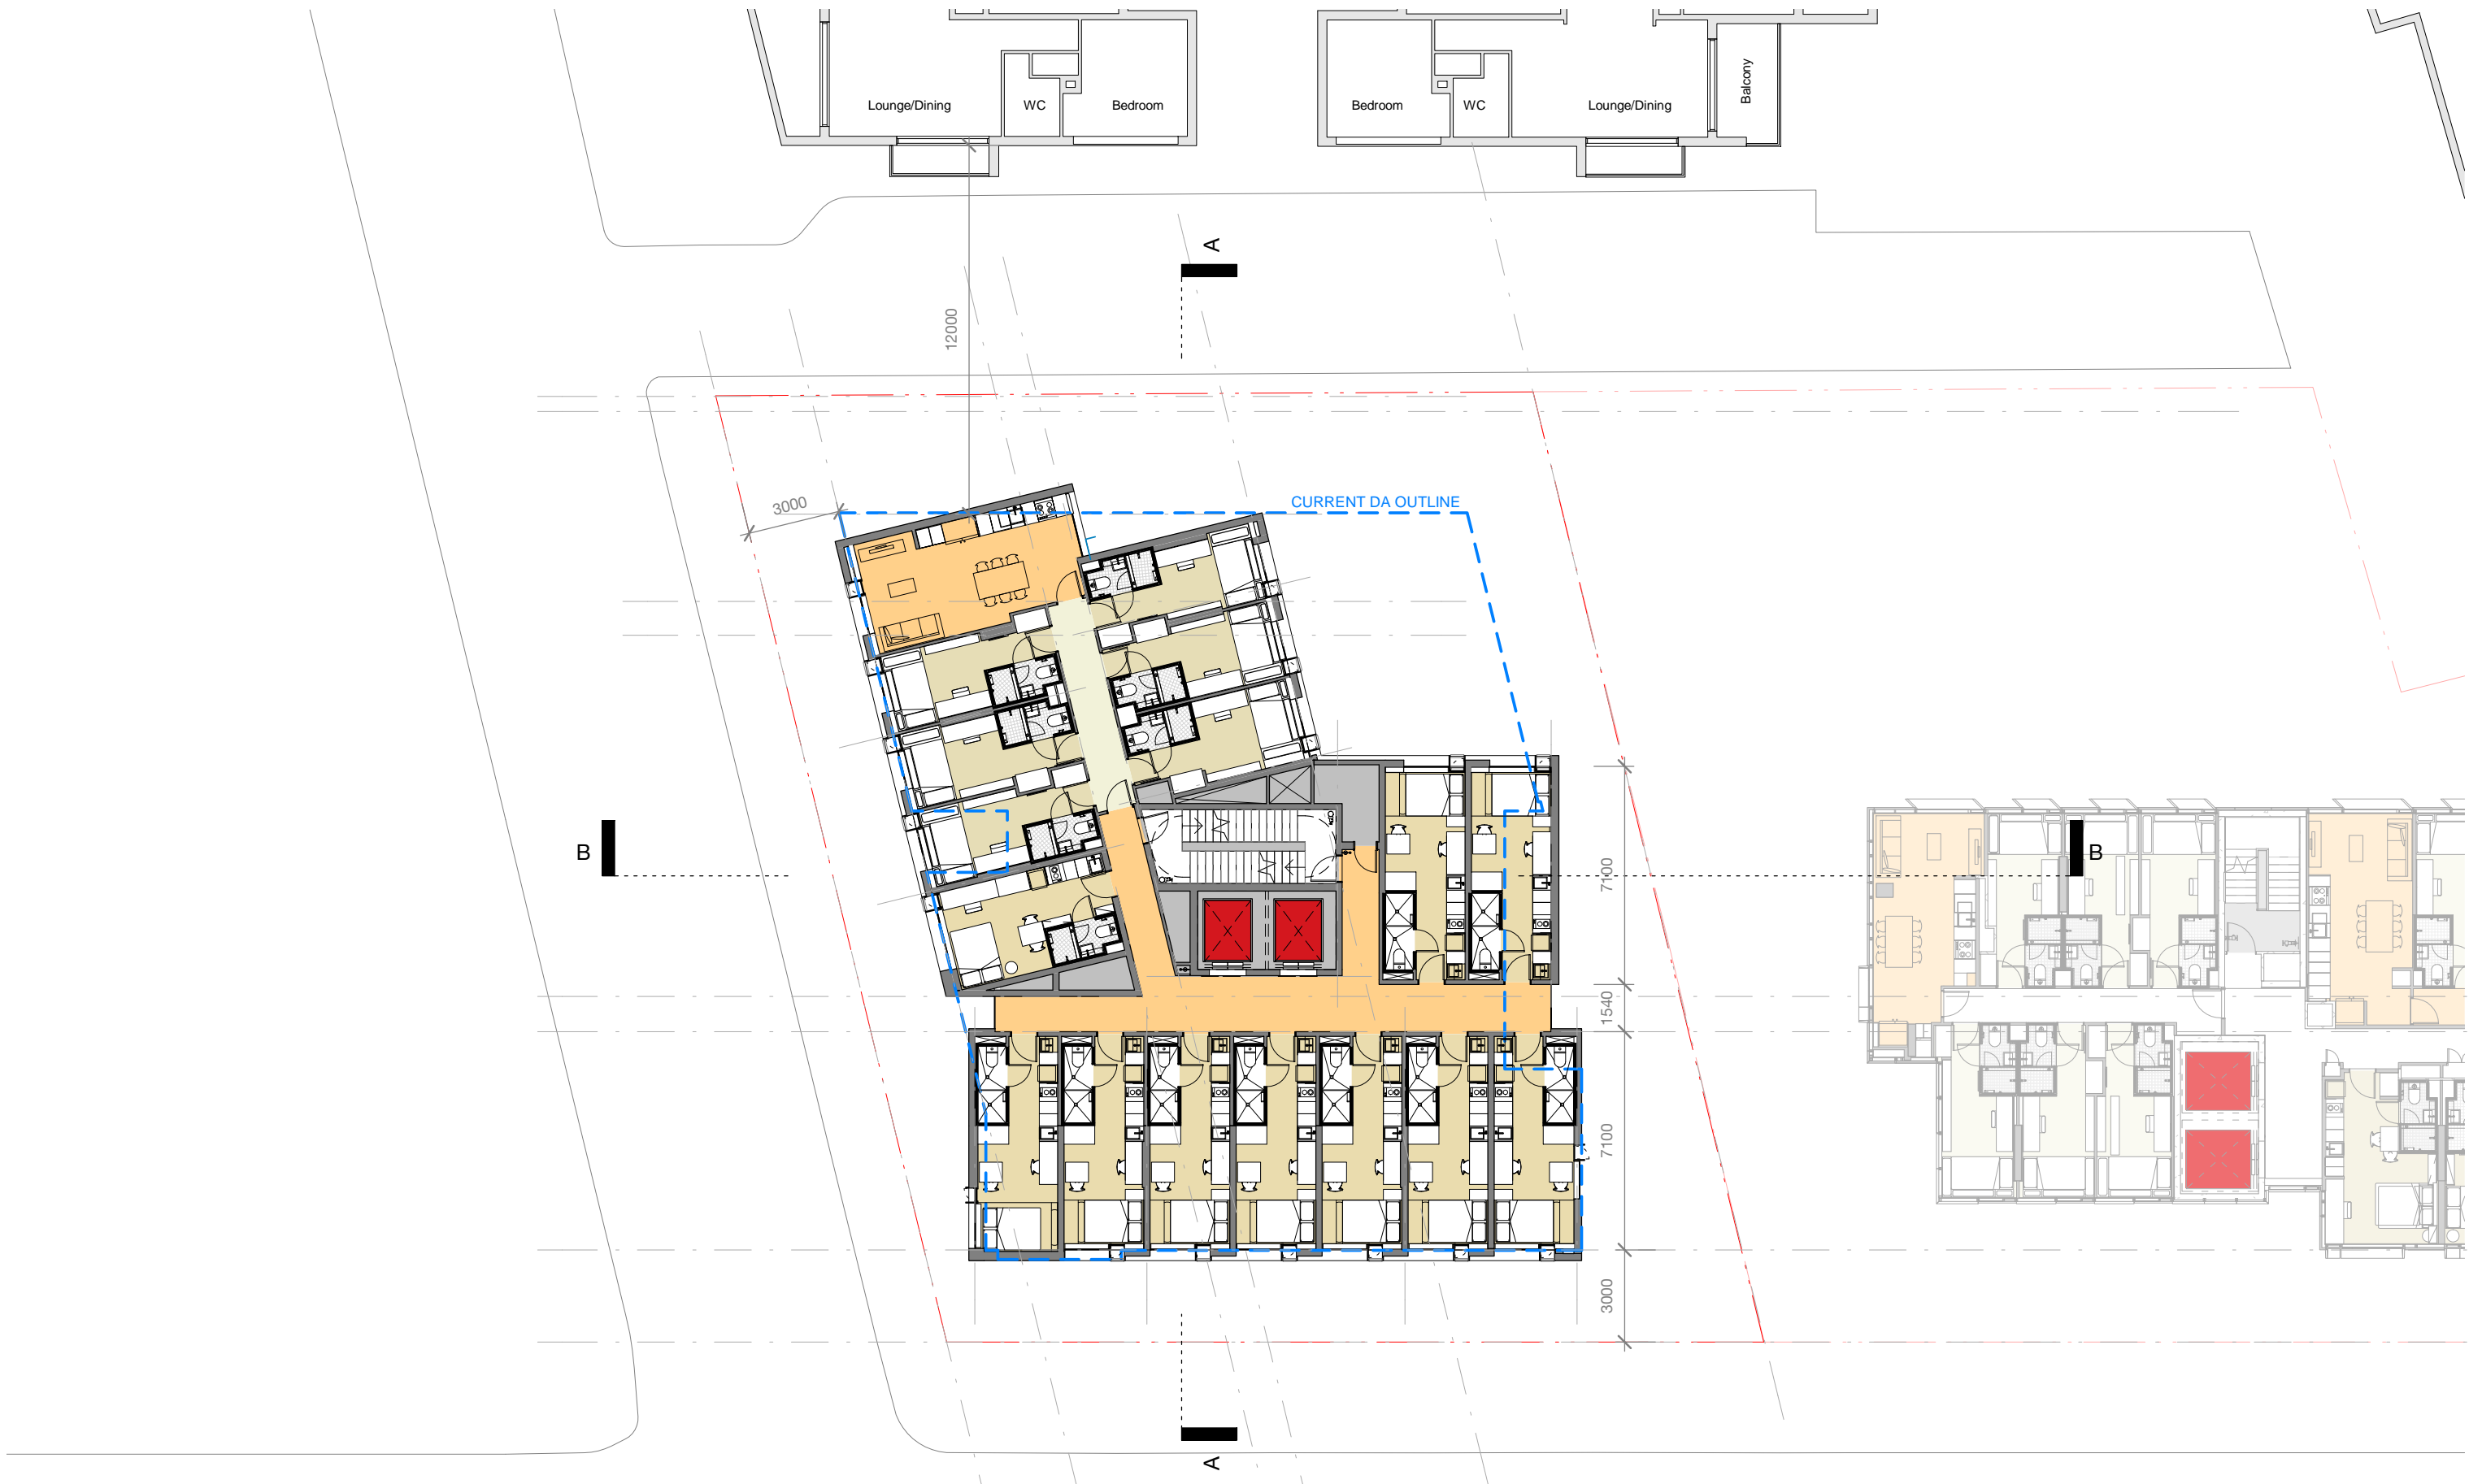 Lounge/Dining
WC
Bedroom
Bedroom
WC
Lounge/Dining
Balcony
A
12000
3000
CURRENT DA OUTLINE
B
7100
B
1540
7100
3000
A